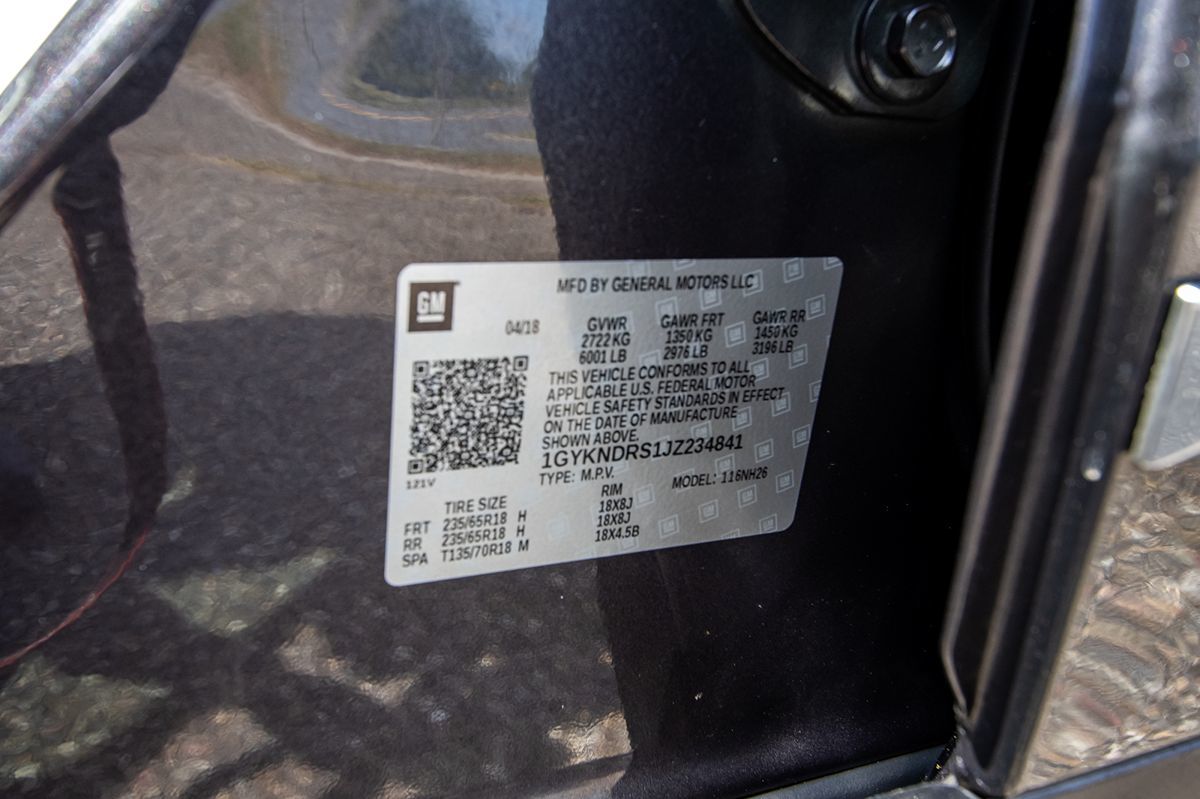 GM
MFD BY GENERAL MOTORS LLC
04/18
GVWR GAWR FRT GAWR RR
2722 KG 1350 KG 1450 KG
6001 LB 2976 LB 3196 LB
THIS VEHICLE CONFORMS TO ALL
APPLICABLE U.S. FEDERAL MOTOR
VEHICLE SAFETY STANDARDS IN EFFECT
ON THE DATE OF MANUFACTURE
SHOWN ABOVE.
1GYKNDRS1JZ234841
TYPE: M.P.V. MODEL: 116NH26
121V
TIRE SIZE RIM
FRT 235/65R18 H 18X8J
RR 235/65R18 H 18X8J
SPA T135/70R18 M 18X4.5B